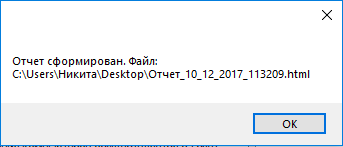 Отчет сформирован. Файл:
C:\Users\Никита\Desktop\Отчет_10_12_2017_113209.html
OK